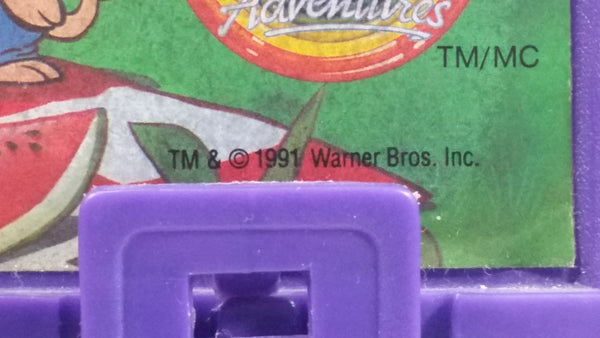 Adventures
TM/MC
TM & © 1991 Warner Bros. Inc.